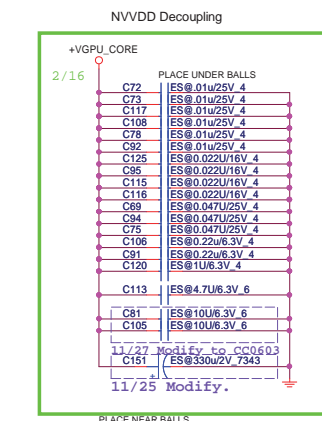 NVVDD Decoupling
+VGPU_CORE
2/16
PLACE UNDER BALLS
C72 ES@.01u/25V_4
C73 ES@.01u/25V_4
C117 ES@.01u/25V_4
C108 ES@.01u/25V_4
C78 ES@.01u/25V_4
C92 ES@.01u/25V_4
C125 ES@0.022U/16V_4
C95 ES@0.022U/16V_4
C115 ES@0.022U/16V_4
C116 ES@0.022U/16V_4
C69 ES@0.047U/25V_4
C94 ES@0.047U/25V_4
C75 ES@0.047U/25V_4
C106 ES@0.22u/6.3V_4
C91 ES@0.22u/6.3V_4
C120 ES@1U/6.3V_4
C113 ES@4.7U/6.3V_6
C81 ES@10U/6.3V_6
C105 ES@10U/6.3V_6
11/27 Modify to CC0603
C151 ES@330u/2V_7343
+
11/25 Modify.
PLACE NEAR BALLS